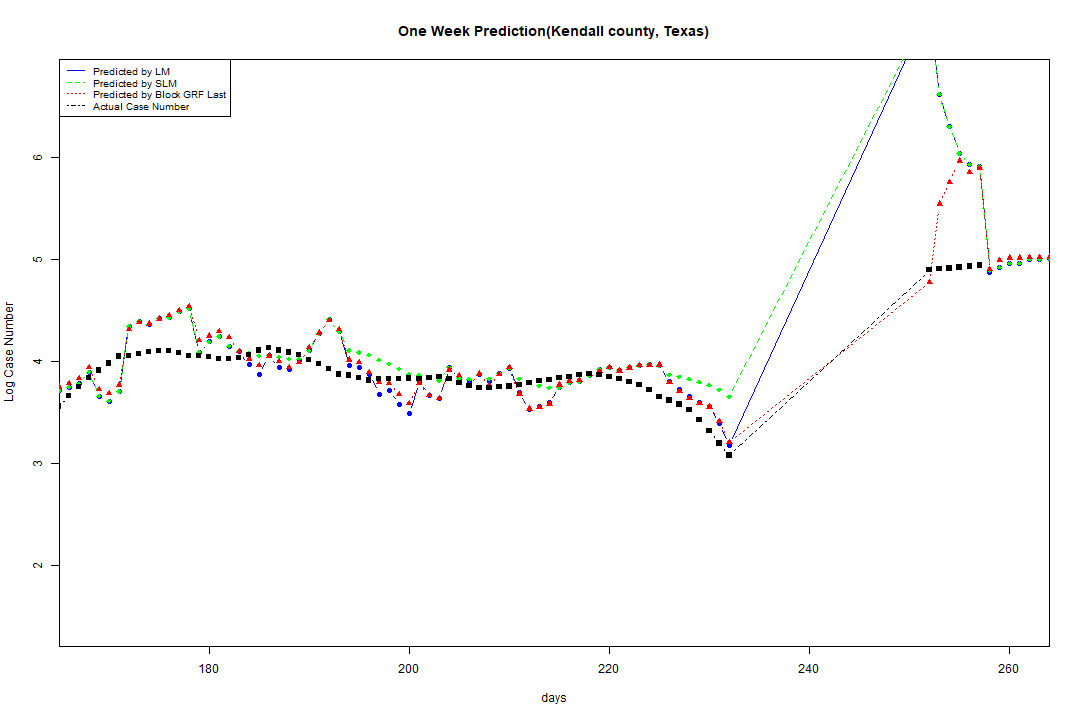 One Week Prediction(Kendall county, Texas)
Predicted by LM
Predicted by SLM
Predicted by Block GRF Last
Actual Case Number
Log Case Number
6
5
4
3
2
180 200 220 240 260
days